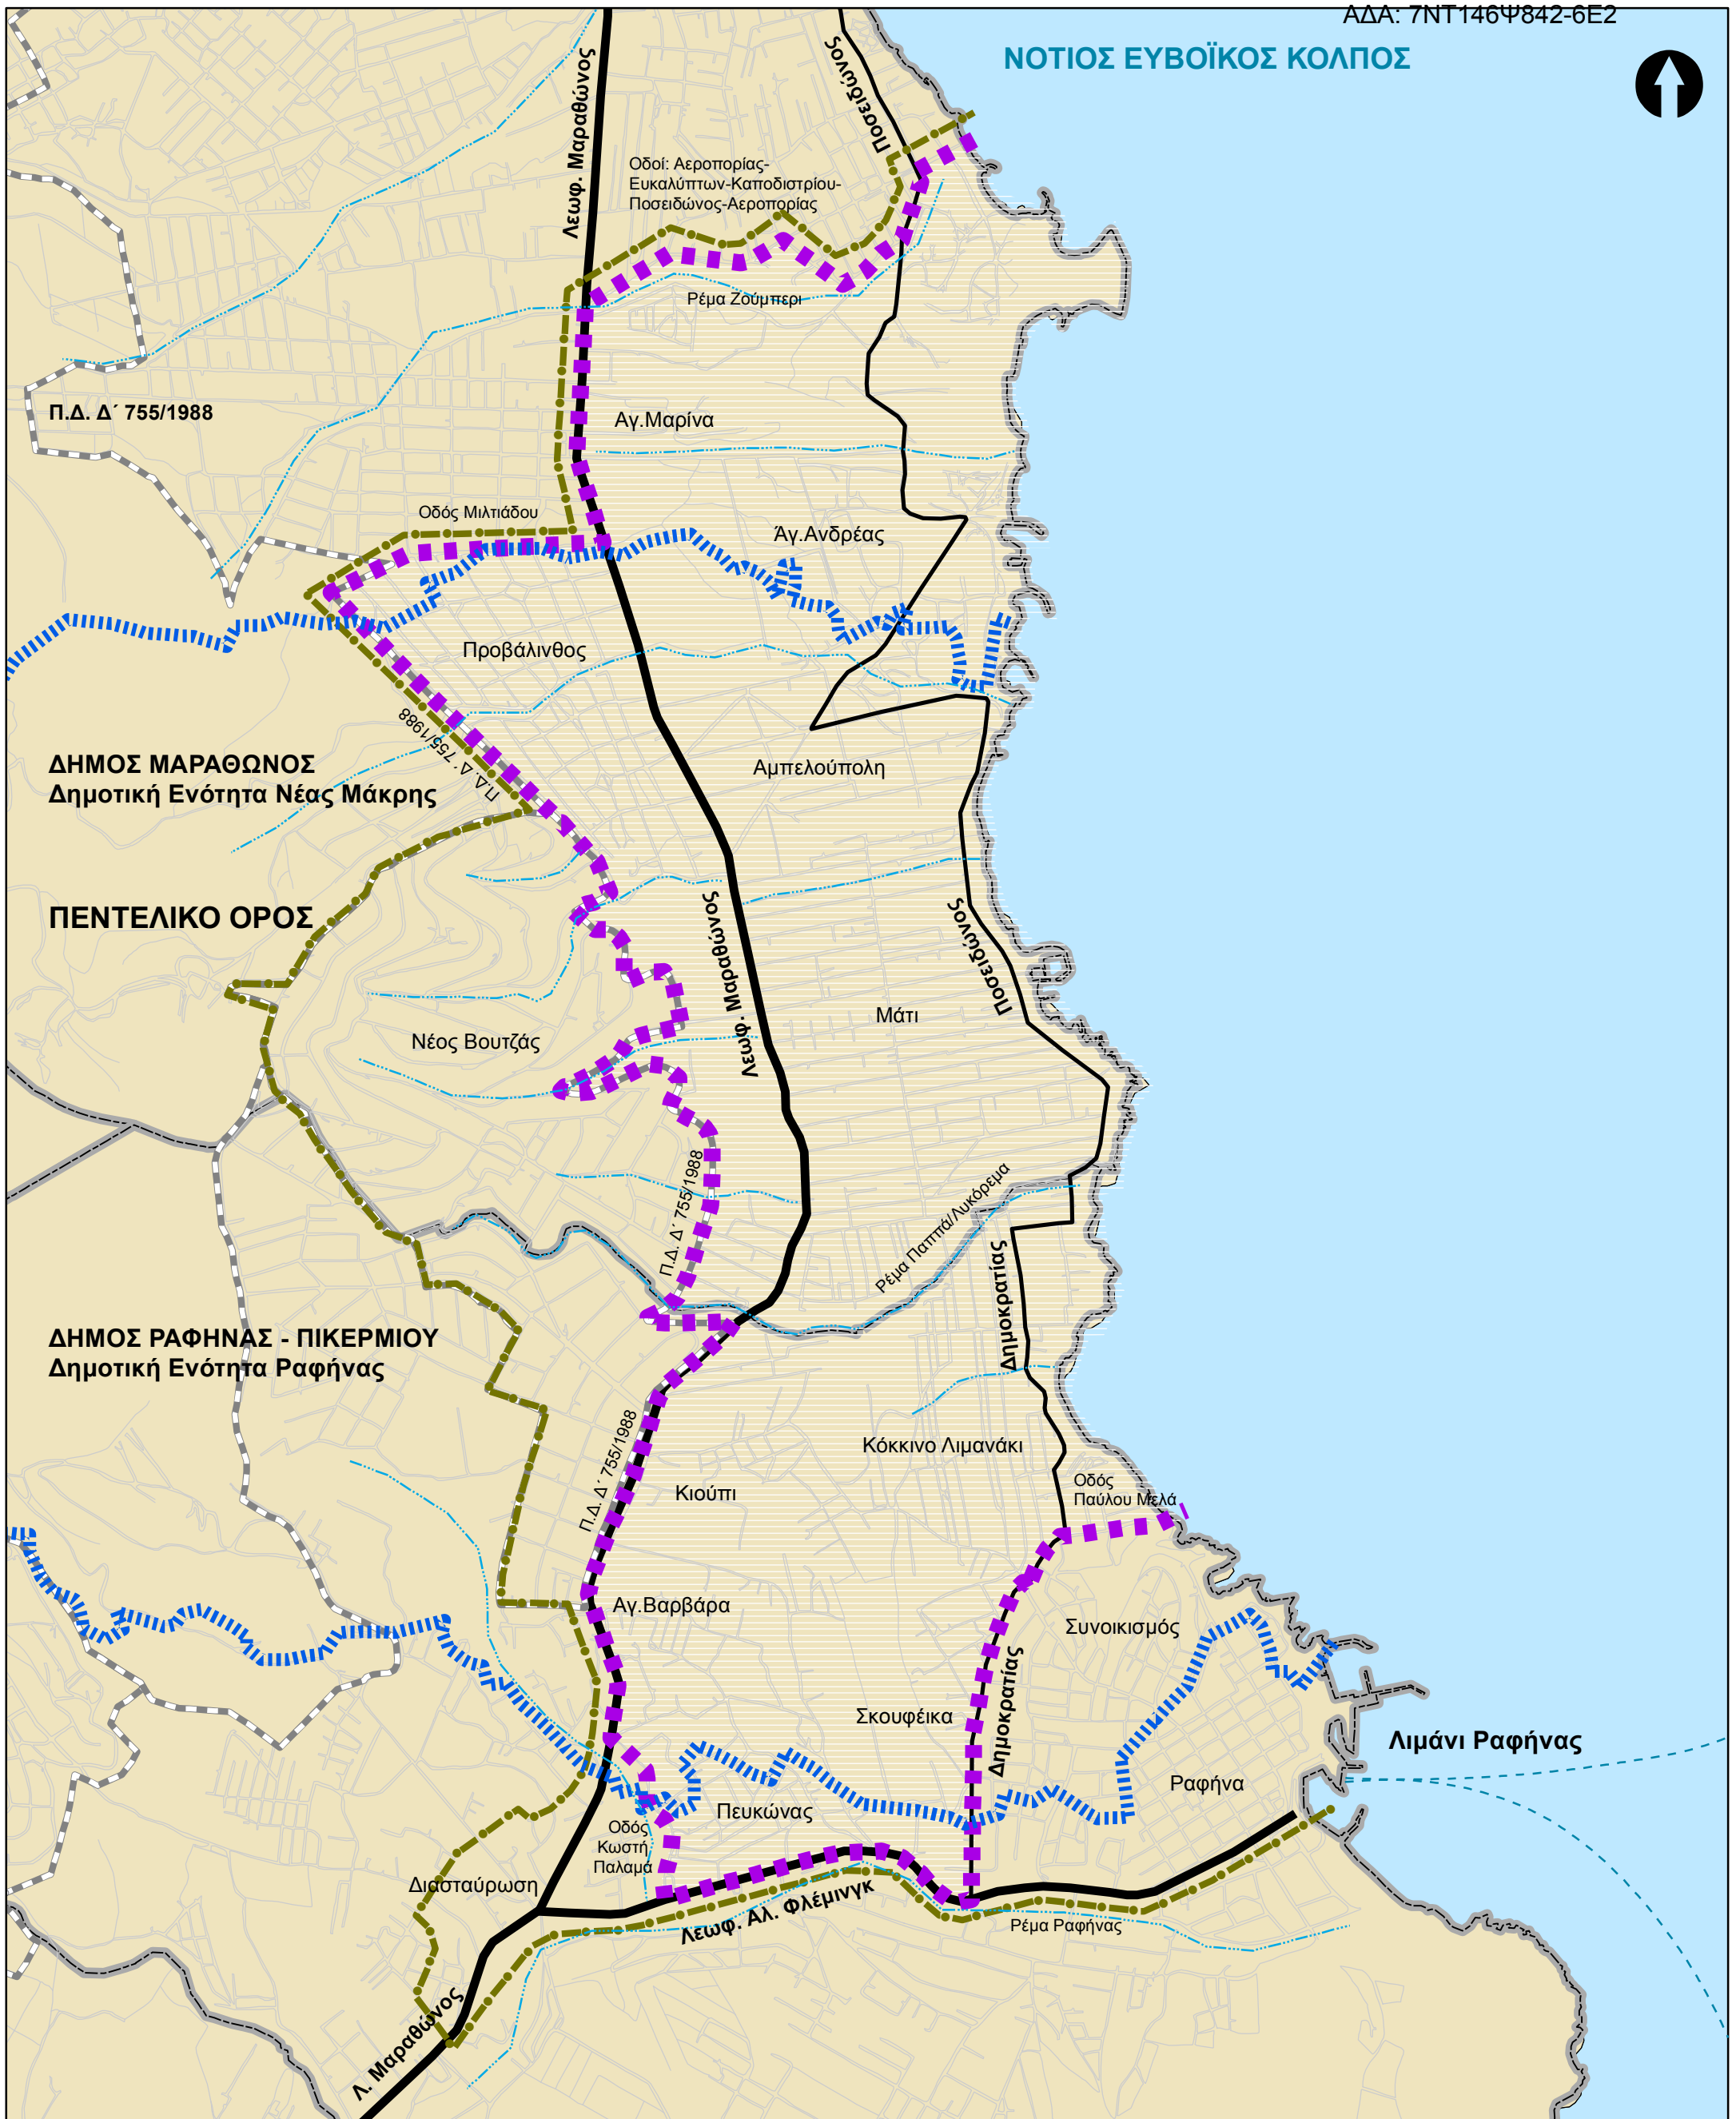 ΑΔΑ: 7ΝΤ146Ψ842-6Ε2
ΝΟΤΙΟΣ ΕΥΒΟΪΚΟΣ ΚΟΛΠΟΣ
Λεωφ. Μαραθώνος
Ποσειδώνος
Οδοί: Αεροπορίας-
Ευκαλύπτων-Καποδιστρίου-
Ποσειδώνος-Αεροπορίας
Ρέμα Ζούμπερι
Π.Δ. Δ΄ 755/1988
Αγ.Μαρίνα
Οδός Μιλτιάδου
Άγ.Ανδρέας
Προβάλινθος
Π.Δ. Δ΄ 755/1988
ΔΗΜΟΣ ΜΑΡΑΘΩΝΟΣ
Δημοτική Ενότητα Νέας Μάκρης
Αμπελούπολη
ΠΕΝΤΕΛΙΚΟ ΟΡΟΣ
Λεωφ. Μαραθώνος
Ποσειδώνος
Μάτι
Νέος Βουτζάς
Π.Δ. Δ΄ 755/1988
Ρέμα Παππά/Λυκόρεμα
Δημοκρατίας
ΔΗΜΟΣ ΡΑΦΗΝΑΣ - ΠΙΚΕΡΜΙΟΥ
Δημοτική Ενότητα Ραφήνας
Π.Δ. Δ΄ 755/1988
Κόκκινο Λιμανάκι
Κιούπι
Οδός
Παύλου Μελά
Αγ.Βαρβάρα
Συνοικισμός
Δημοκρατίας
Σκουφέικα
Λιμάνι Ραφήνας
Ραφήνα
Πευκώνας
Οδός
Κωστή
Παλαμά
Διασταύρωση
Λεωφ. Αλ. Φλέμινγκ
Ρέμα Ραφήνας
Λ. Μαραθώνος